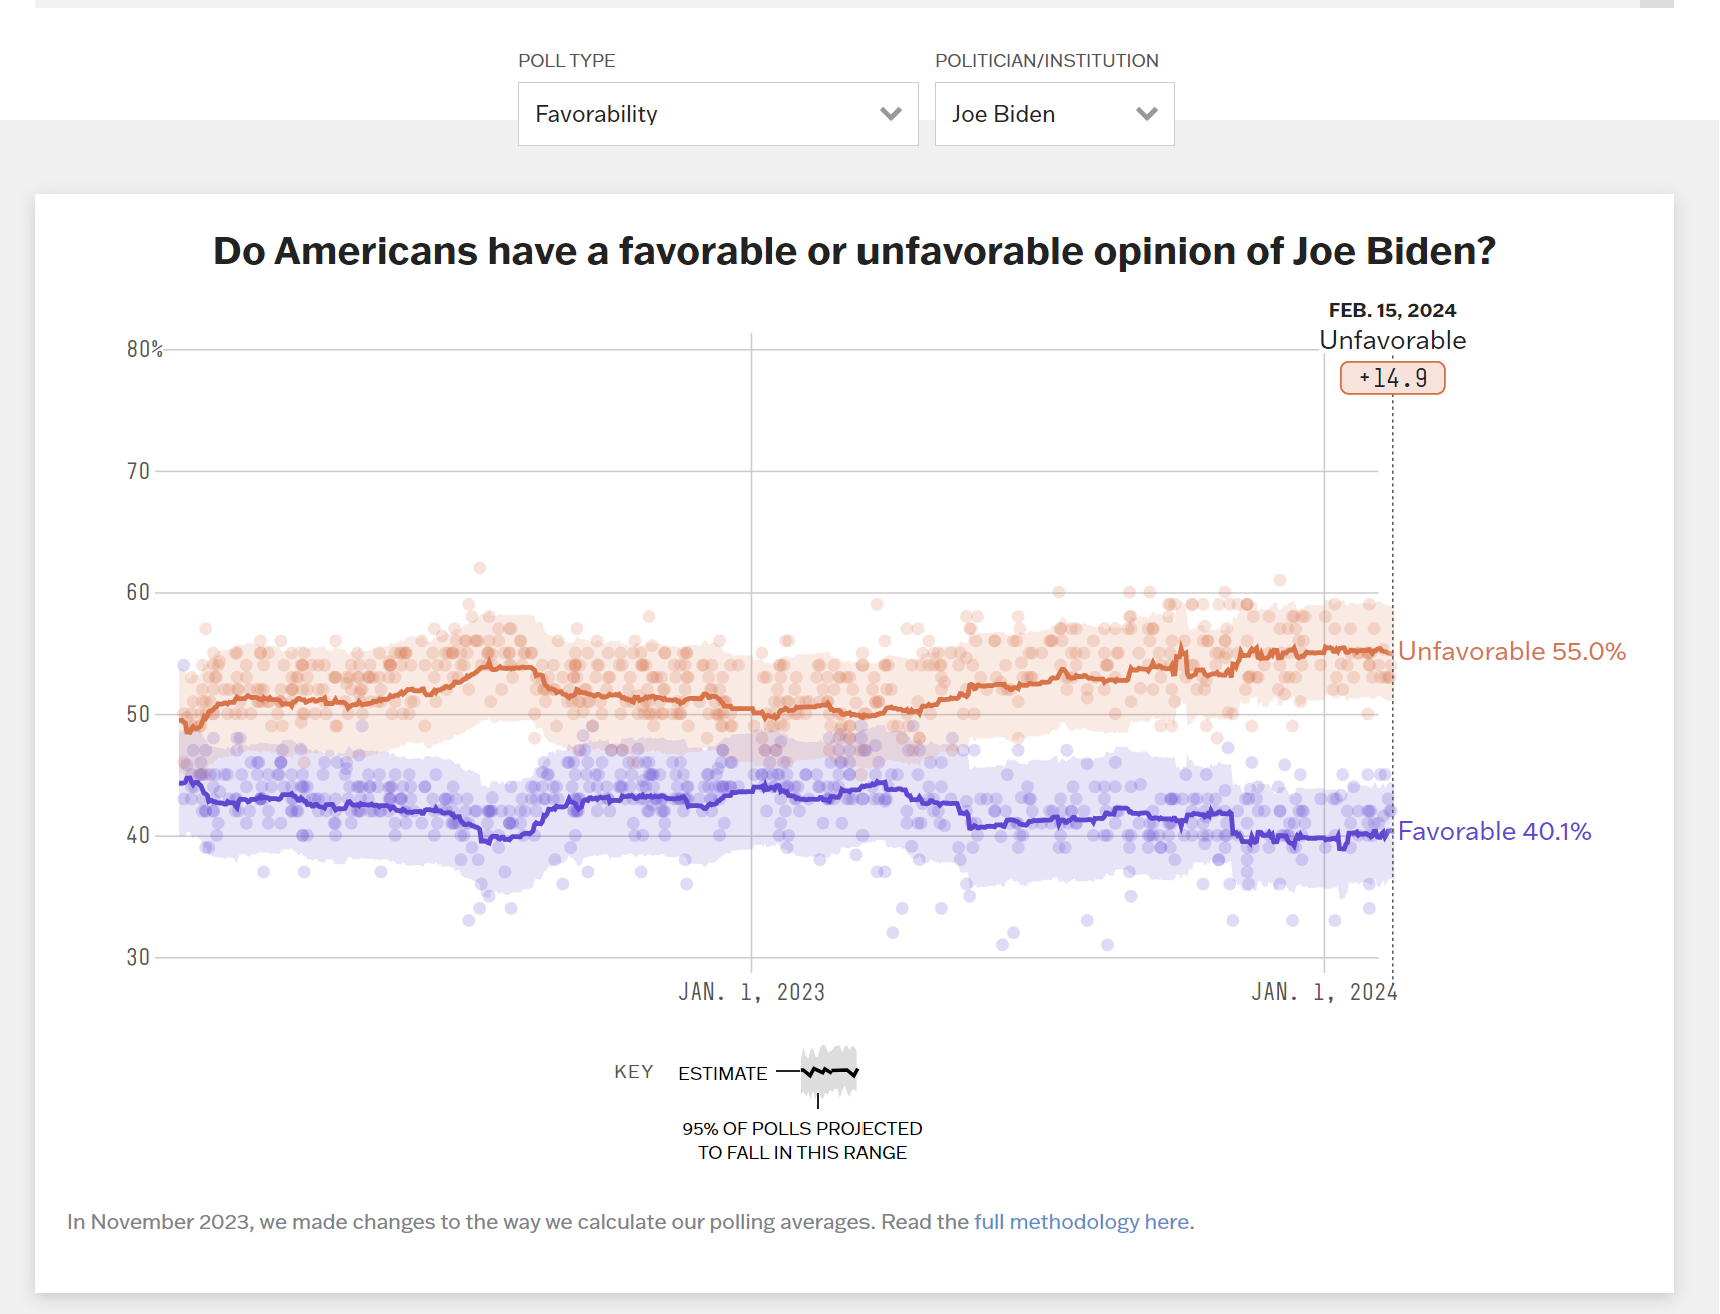 POLL TYPE
POLITICIAN/INSTITUTION
Favorability
Joe Biden
Do Americans have a favorable or unfavorable opinion of Joe Biden?
FEB. 15, 2024
Unfavorable
+14.9
80%
70
60
50
40
30
Unfavorable 55.0%
Favorable 40.1%
JAN. 1, 2023
JAN. 1, 2024
KEY
ESTIMATE
95% OF POLLS PROJECTED
TO FALL IN THIS RANGE
In November 2023, we made changes to the way we calculate our polling averages. Read the full methodology here.